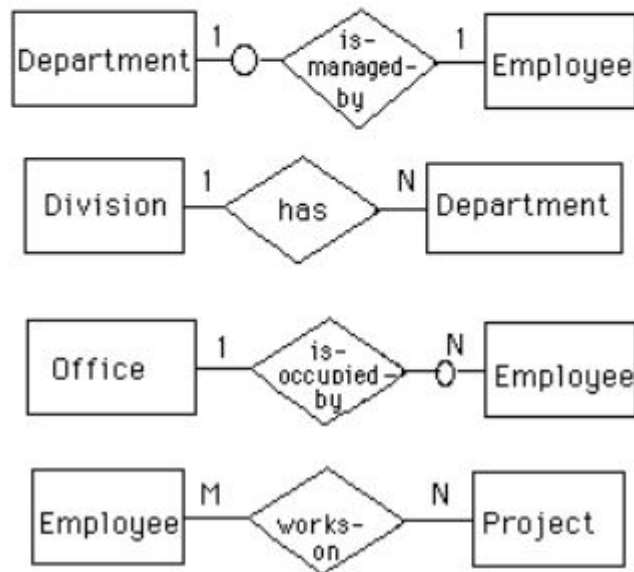 Department 1 is-managed-by 1 Employee
Division 1 has N Department
Office 1 is-occupied-by N Employee
Employee M works-on N Project